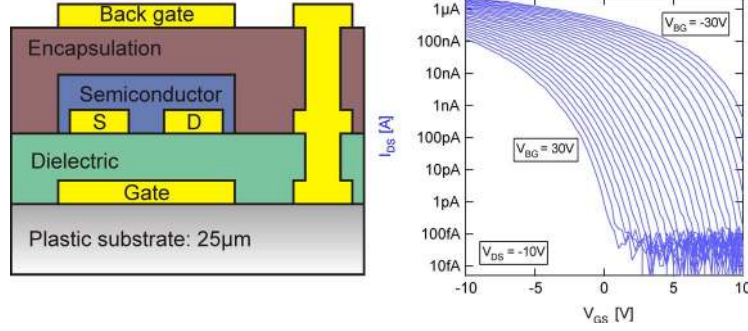 Back gate
Encapsulation
Semiconductor
S D
Dielectric
Gate
Plastic substrate: 25µm
I_DS [A]
1µA
100nA
10nA
1nA
100pA
10pA
1pA
100fA
10fA
V_BG = -30V
V_BG: 30V
V_DS = -10V
-10 -5 0 5 10
V_GS [V]